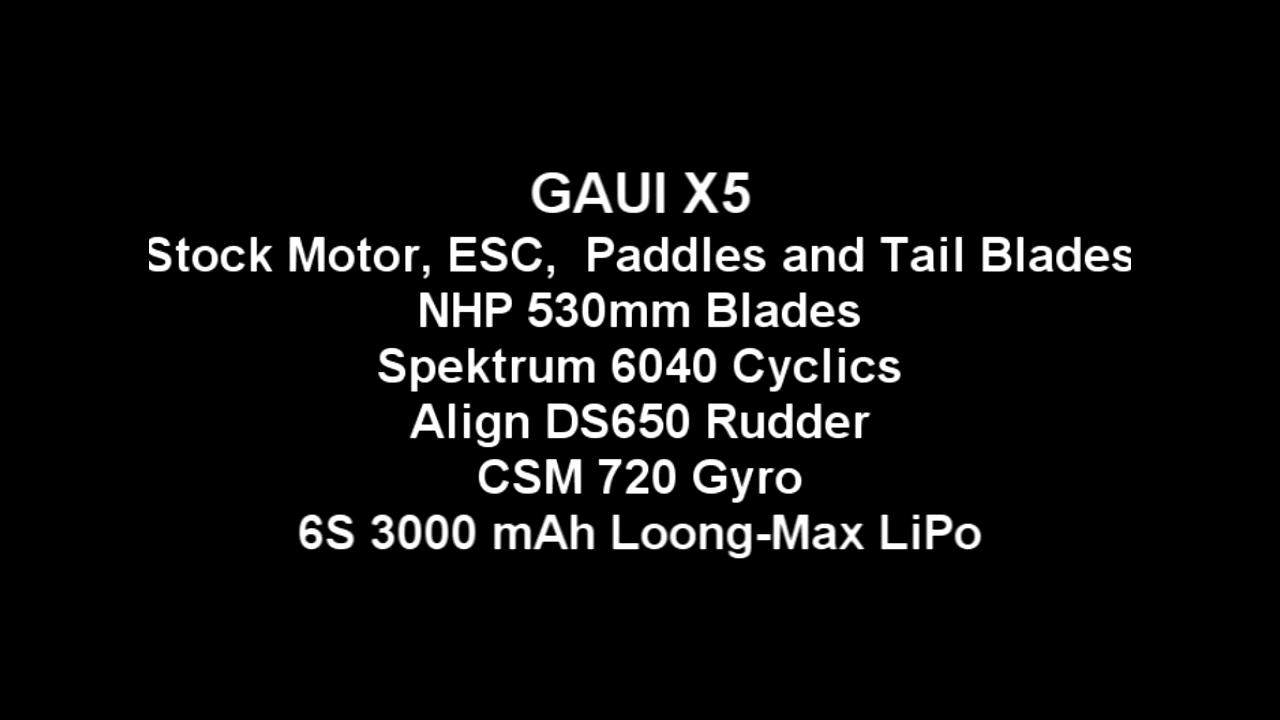 GAUI X5
Stock Motor, ESC,  Paddles and Tail Blades
NHP 530mm Blades
Spektrum 6040 Cyclics
Align DS650 Rudder
CSM 720 Gyro
6S 3000 mAh Loong-Max LiPo